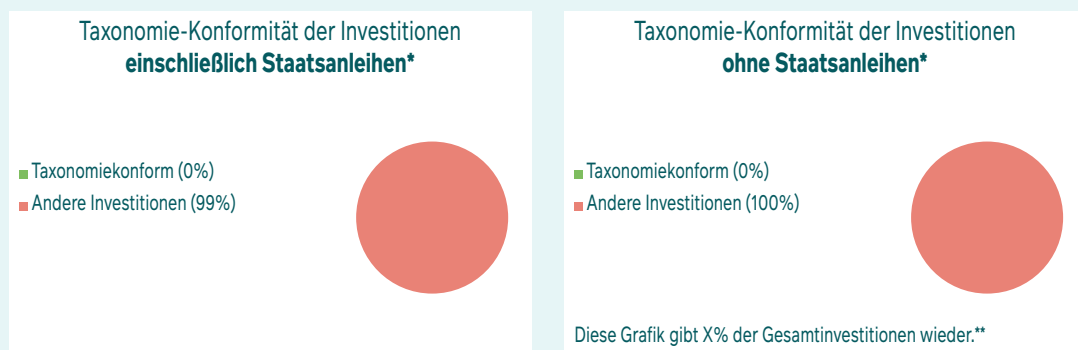 Taxonomie-Konformität der Investitionen
einschließlich Staatsanleihen*
Taxonomiekonform (0%)
Andere Investitionen (99%)
Taxonomie-Konformität der Investitionen
ohne Staatsanleihen*
Taxonomiekonform (0%)
Andere Investitionen (100%)
Diese Grafik gibt X% der Gesamtinvestitionen wieder.**